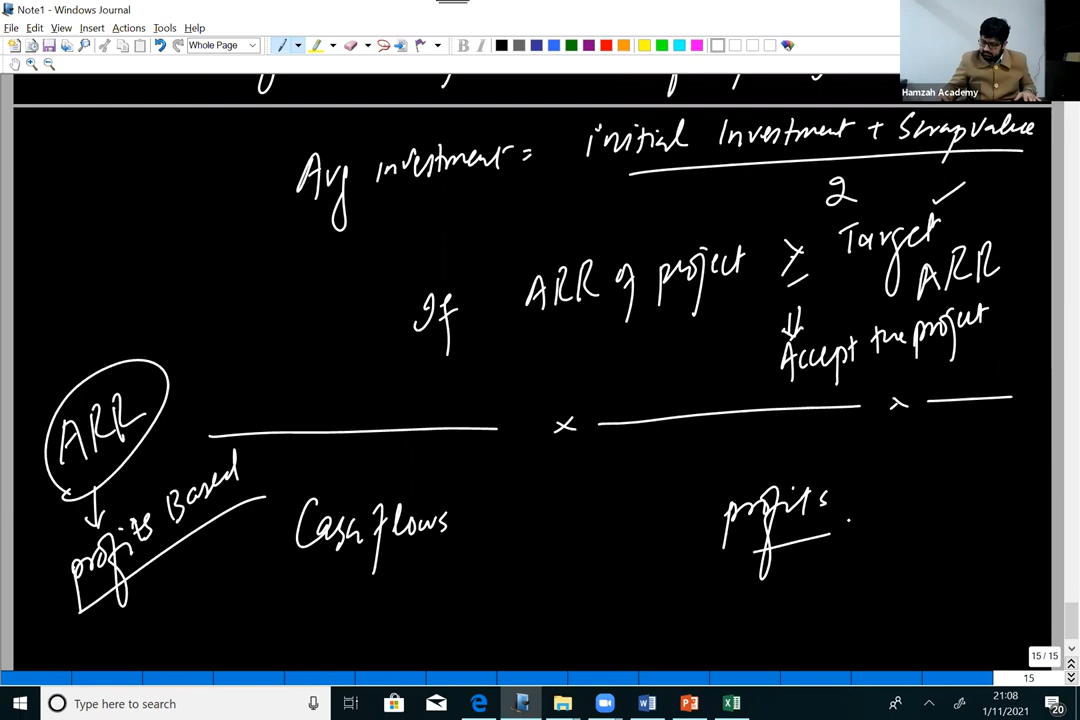 Note1 - Windows Journal
File Edit View Insert Actions Tools Help
Whole Page
Hamzah Academy
Avg investment = initial Investment + Scrap value
2
If ARR of project ≥ Target ARR
Accept the project
ARR
× ×
profits Based
Cash flows
profits.
15 / 15
15
Type here to search
21:08
1/11/2021
20